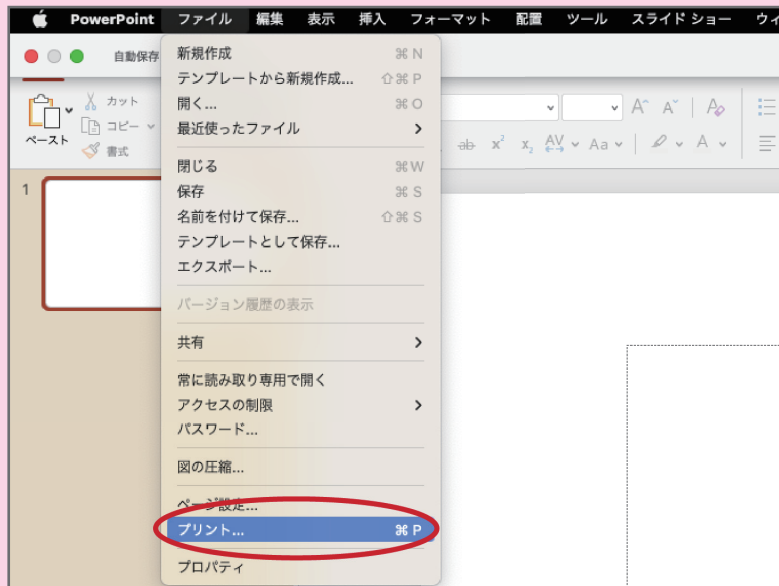 PowerPoint ファイル 編集 表示 挿入 フォーマット 配置 ツール スライド ショー ウィ
自動保存
新規作成 ⌘ N
テンプレートから新規作成... ⇧⌘ P
開く... ⌘ O
最近使ったファイル >
閉じる ⌘ W
保存 ⌘ S
名前を付けて保存... ⇧⌘ S
テンプレートとして保存...
エクスポート...
バージョン履歴の表示
共有 >
常に読み取り専用で開く
アクセスの制限 >
パスワード...
図の圧縮...
ページ設定...
プリント... ⌘ P
プロパティ
ペースト
カット
コピー
書式
A^ A˅ A
ab x² x₂ AV Aa A
1